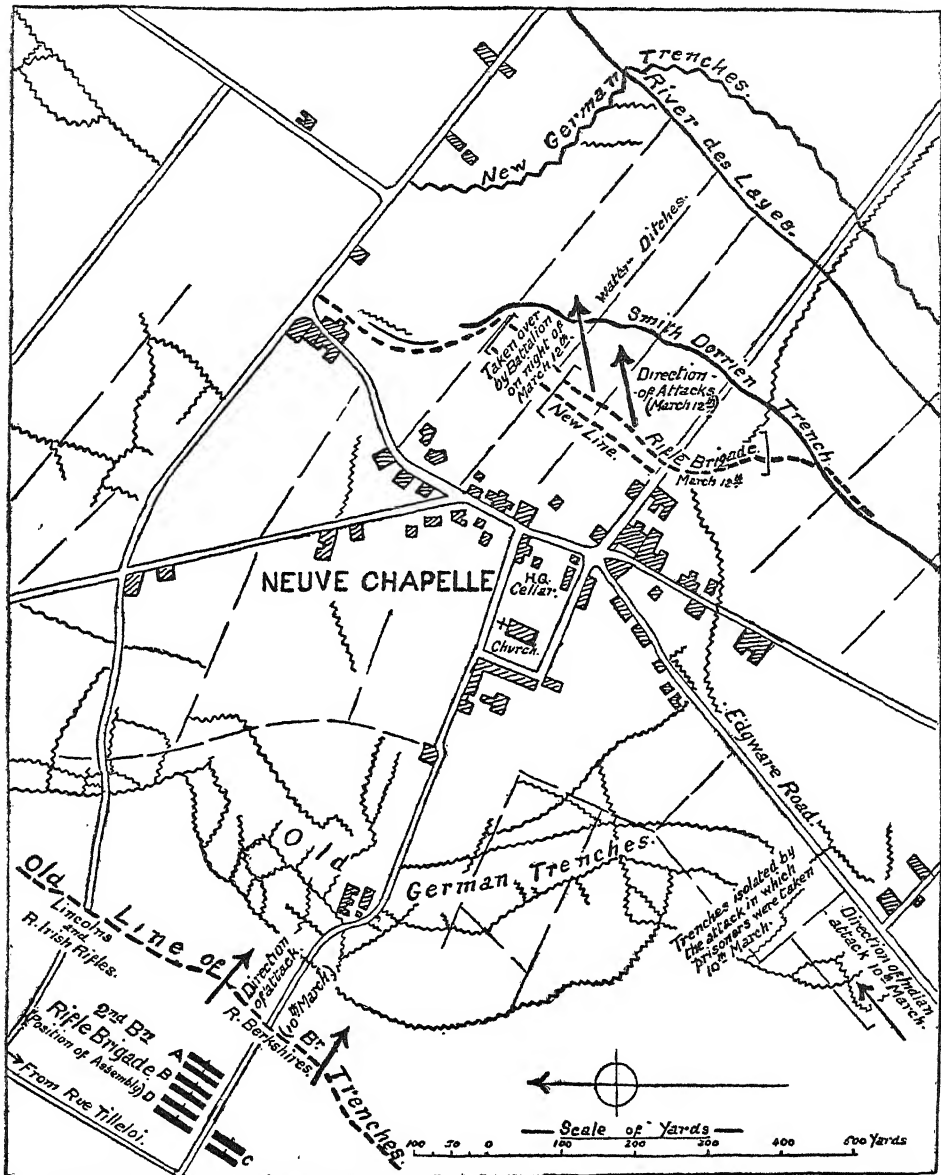 New German Trenches.
River des Layes.
Water Ditches.
Smith Dorrien Trench
Taken over
by Battalion
on night of
March 12th.
Direction
of Attacks
(March 12th)
New Line.
Rifle Brigade.
March 12th
NEUVE CHAPELLE
H.Q.
Cellar.
Church.
Edgware Road.
Old
German Trenches.
Trenches isolated by
the attack in which
prisoners were taken
10th March.
Direction of Indian
attack 10th March.
Old Line of Br. Trenches.
Lincolns
and
R. Irish Rifles.
Direction
of attack
(10th March)
R. Berkshires.
2nd Bn
Rifle Brigade
(Position of Assembly)
A
B
D
C
From Rue Tilleloi.
Scale of Yards
100 50 0 100 200 300 400 500 Yards